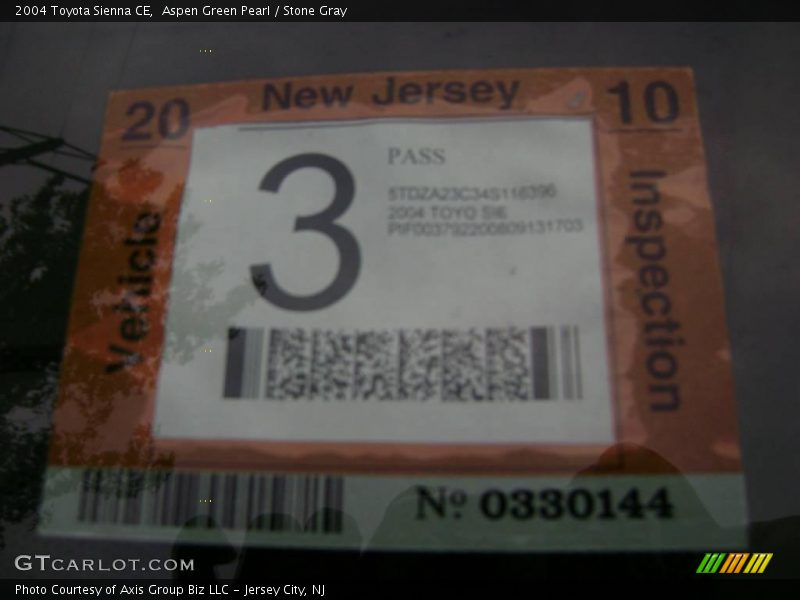 2004 Toyota Sienna CE,  Aspen Green Pearl / Stone Gray
20 New Jersey 10
Vehicle
3
PASS
5TDZA23C34S116396
2004 TOYO SIE
PIF003792200809131703
Inspection
Nº 0330144
GTCARLOT.COM
Photo Courtesy of Axis Group Biz LLC - Jersey City, NJ